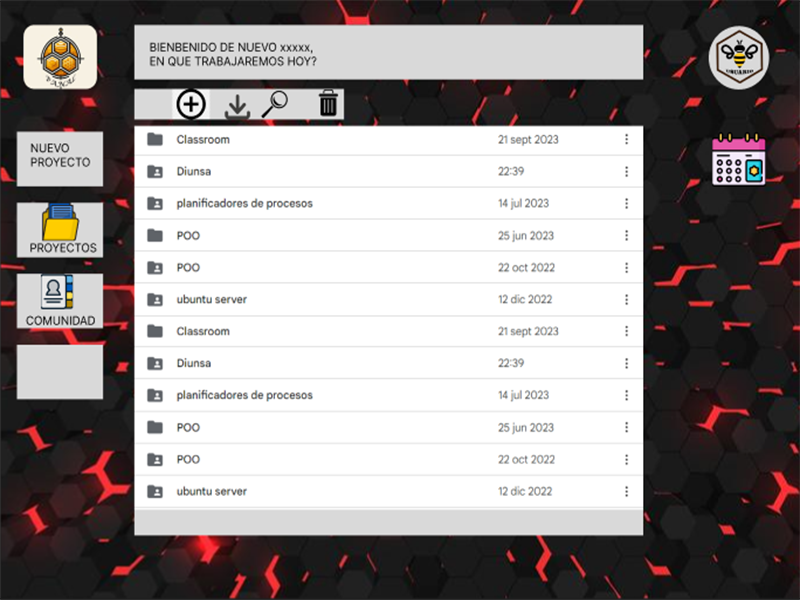 BIENBENIDO DE NUEVO xxxxx,
EN QUE TRABAJAREMOS HOY?
NUEVO
PROYECTO
PROYECTOS
COMUNIDAD
Classroom 21 sept 2023
Diunsa 22:39
planificadores de procesos 14 jul 2023
POO 25 jun 2023
POO 22 oct 2022
ubuntu server 12 dic 2022
Classroom 21 sept 2023
Diunsa 22:39
planificadores de procesos 14 jul 2023
POO 25 jun 2023
POO 22 oct 2022
ubuntu server 12 dic 2022